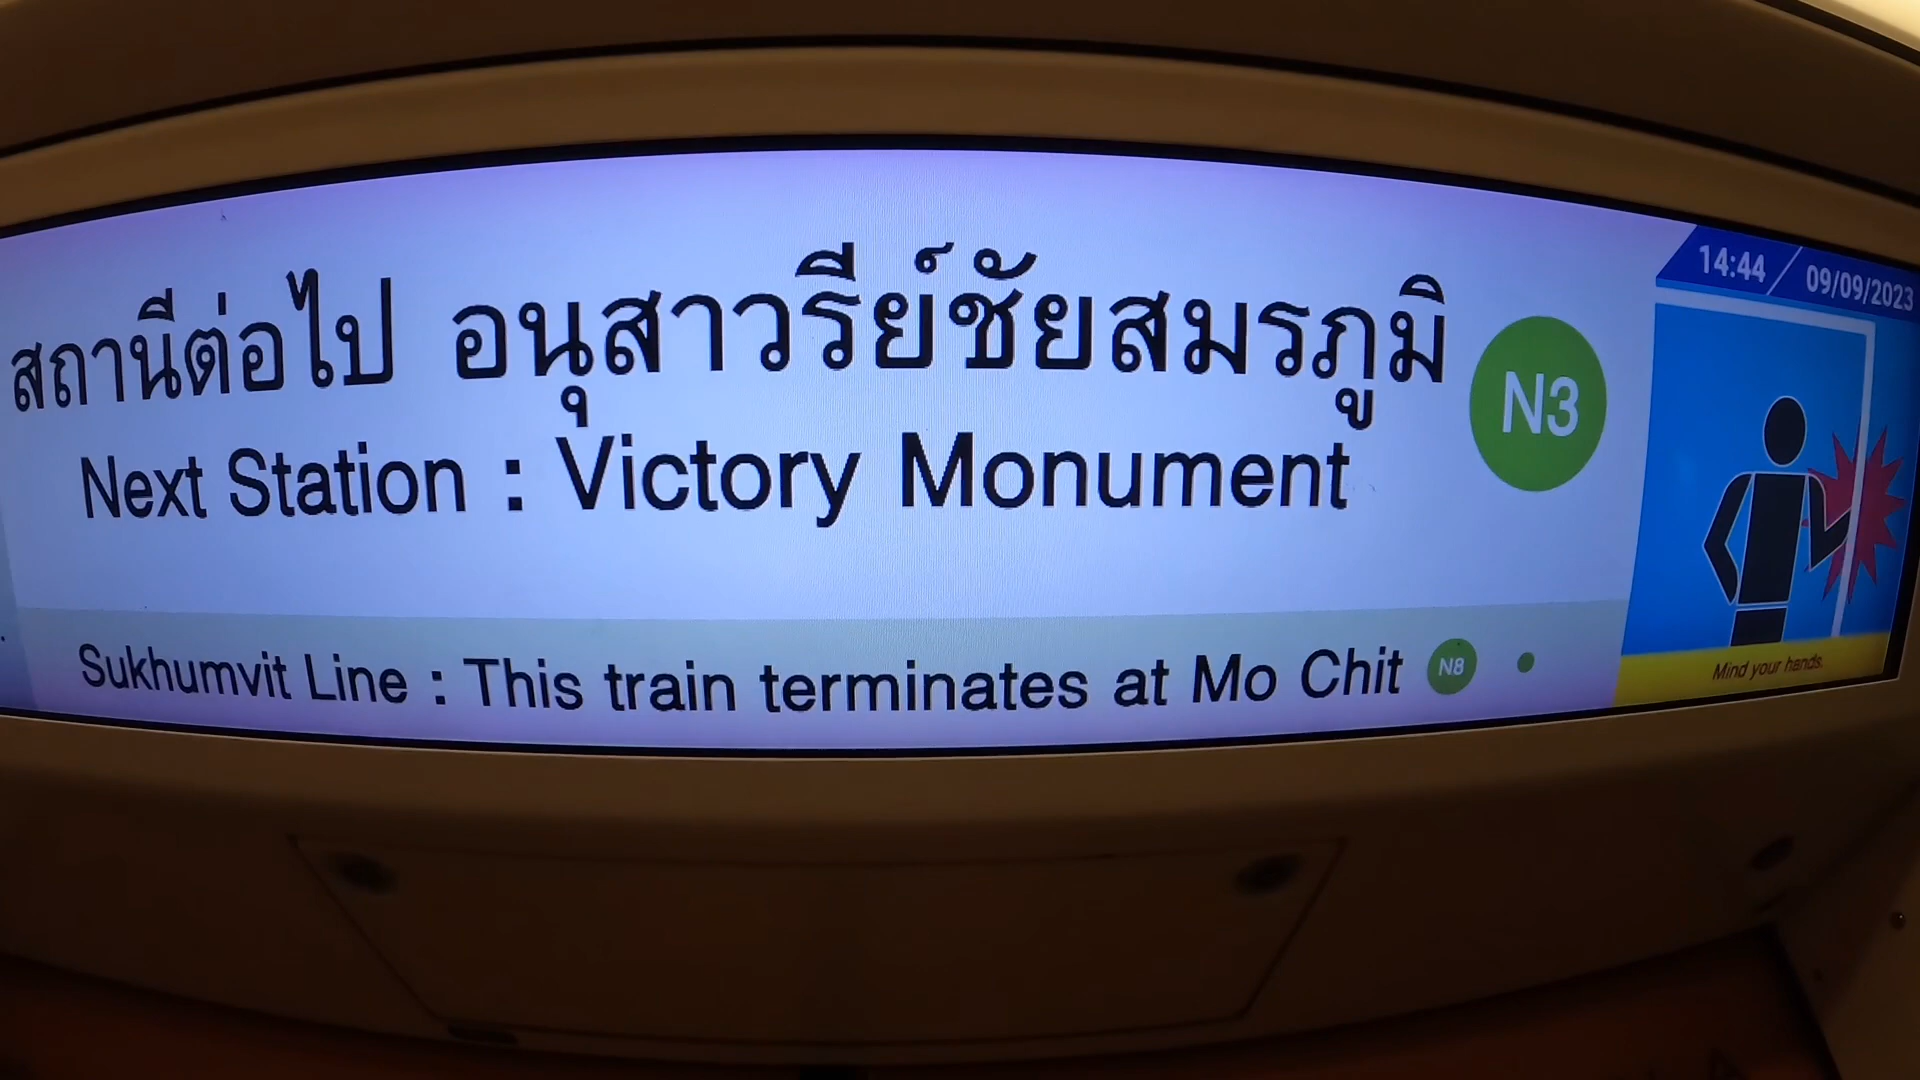 สถานีต่อไป อนุสาวรีย์ชัยสมรภูมิ
Next Station : Victory Monument
N3
Sukhumvit Line : This train terminates at Mo Chit N8
14:44 / 09/09/2023
Mind your hands.